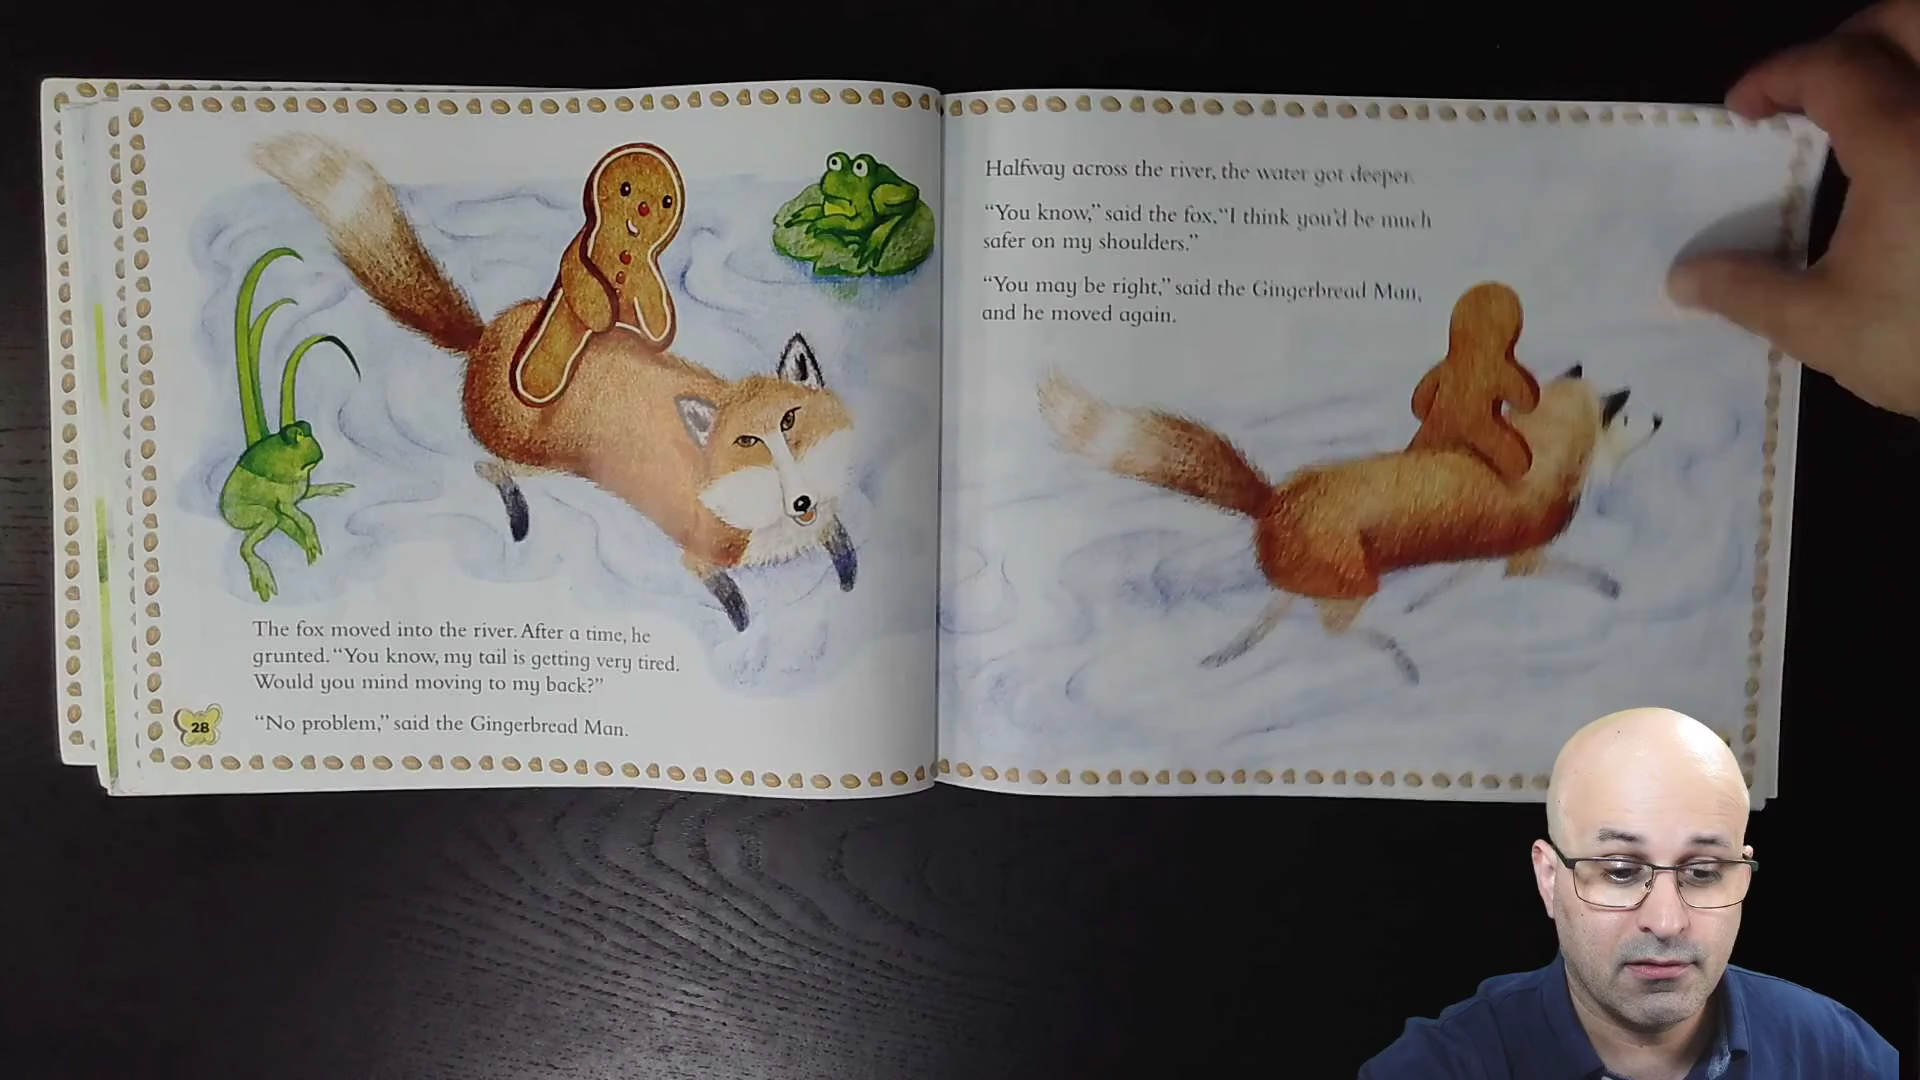 The fox moved into the river. After a time, he
grunted. "You know, my tail is getting very tired.
Would you mind moving to my back?"
"No problem," said the Gingerbread Man.
28
Halfway across the river, the water got deeper.
"You know," said the fox, "I think you'd be much
safer on my shoulders."
"You may be right," said the Gingerbread Man,
and he moved again.